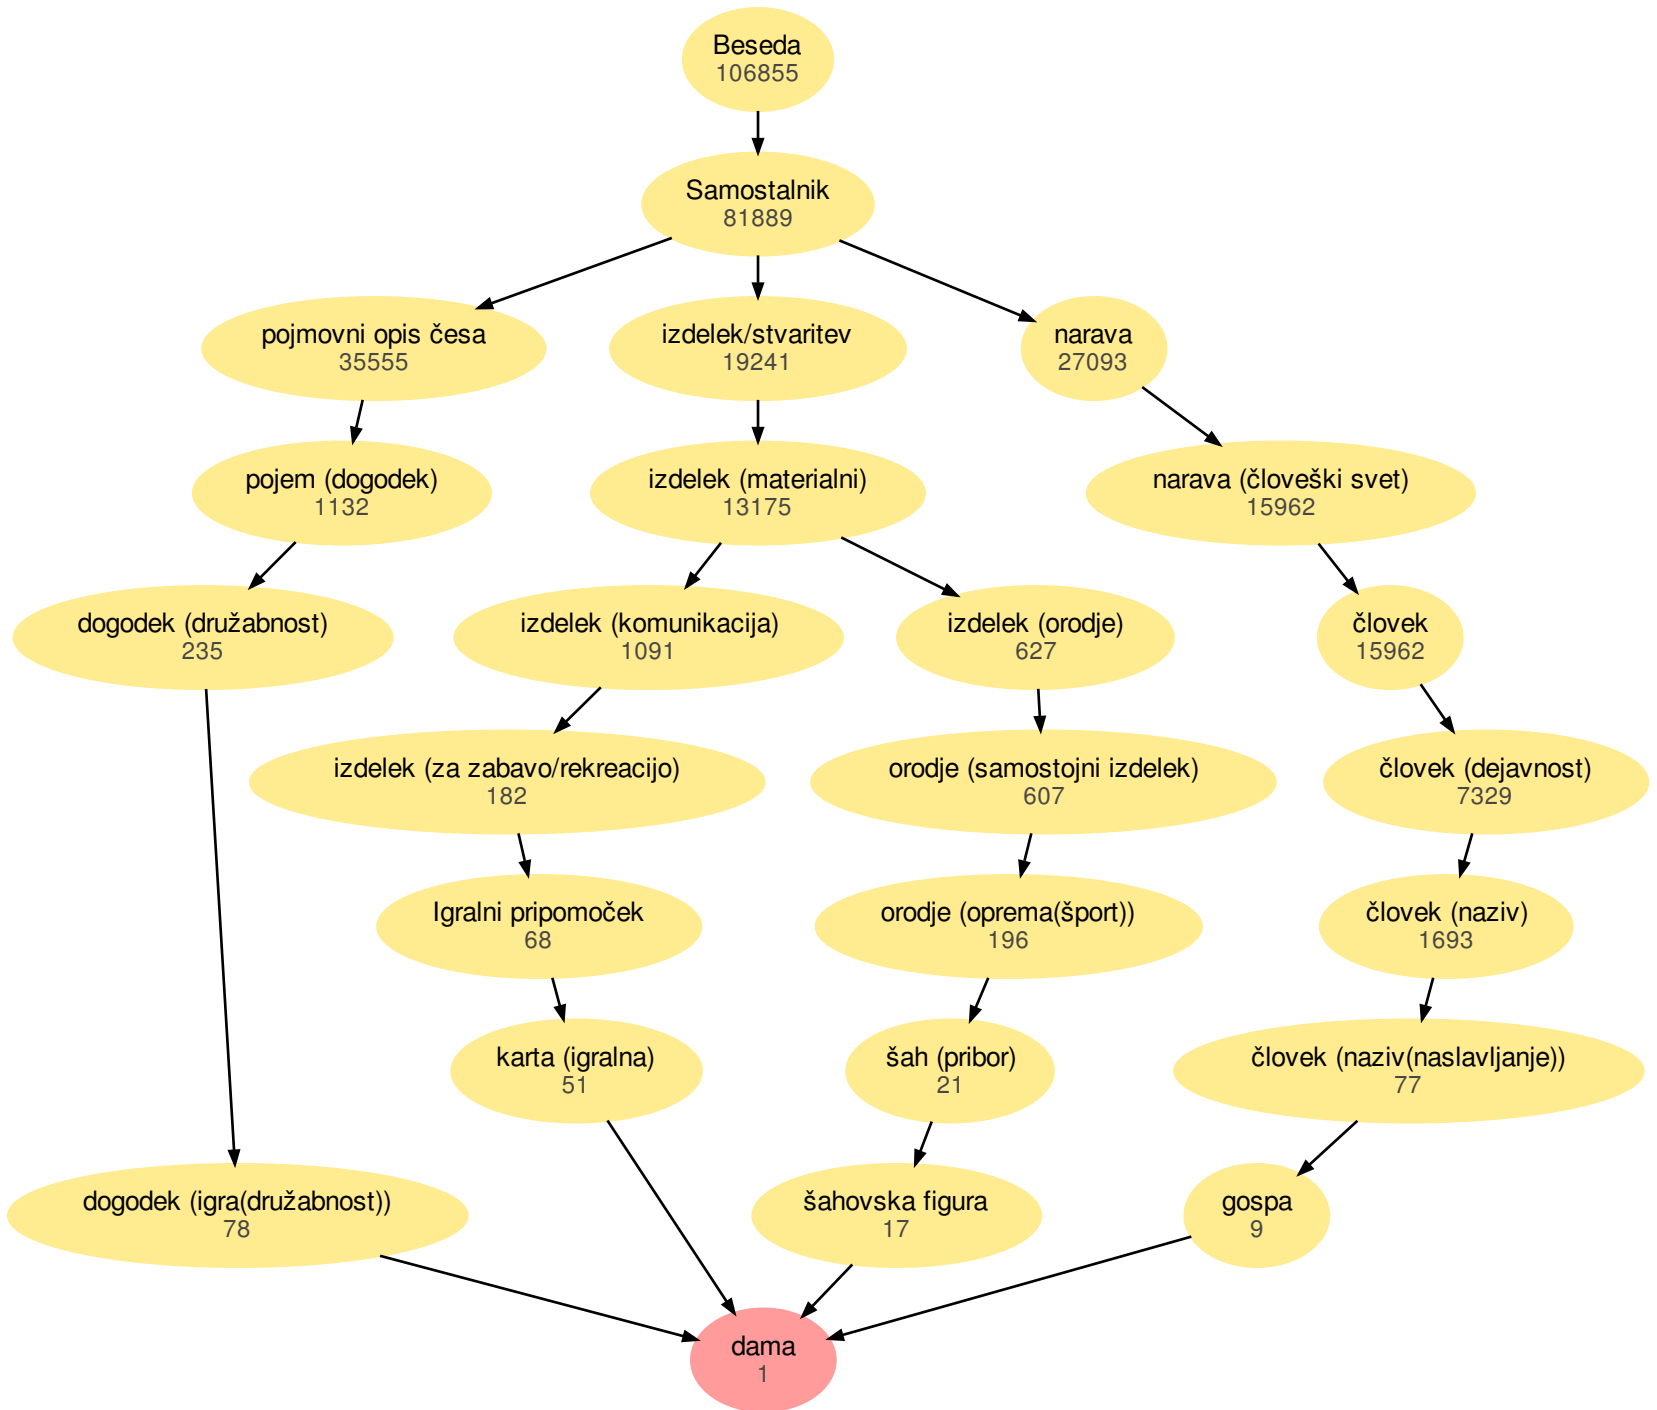 Beseda
106855
Samostalnik
81889
pojmovni opis česa
35555
izdelek/stvaritev
19241
narava
27093
pojem (dogodek)
1132
izdelek (materialni)
13175
narava (človeški svet)
15962
dogodek (družabnost)
235
izdelek (komunikacija)
1091
izdelek (orodje)
627
človek
15962
izdelek (za zabavo/rekreacijo)
182
orodje (samostojni izdelek)
607
človek (dejavnost)
7329
Igralni pripomoček
68
orodje (oprema(šport))
196
človek (naziv)
1693
karta (igralna)
51
šah (pribor)
21
človek (naziv(naslavljanje))
77
dogodek (igra(družabnost))
78
šahovska figura
17
gospa
9
dama
1